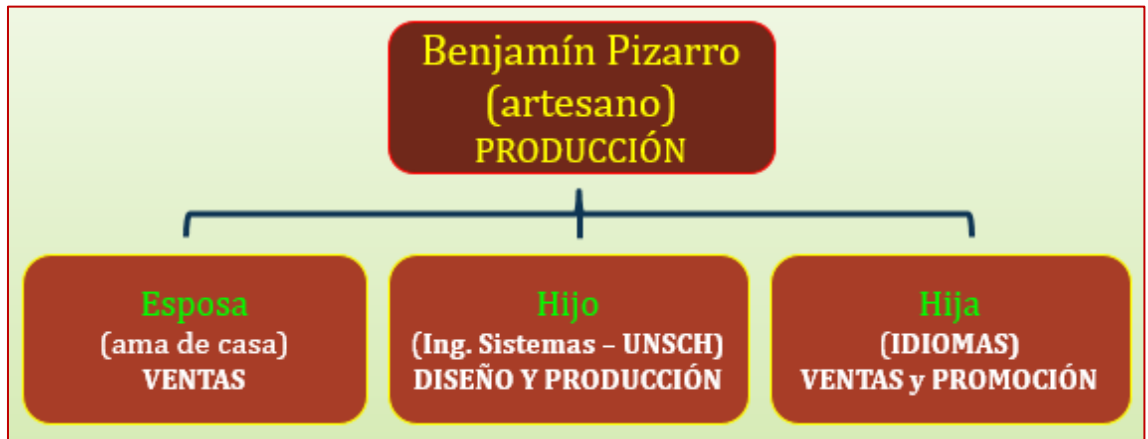 Benjamín Pizarro
(artesano)
PRODUCCIÓN
Esposa
(ama de casa)
VENTAS
Hijo
(Ing. Sistemas – UNSCH)
DISEÑO Y PRODUCCIÓN
Hija
(IDIOMAS)
VENTAS y PROMOCIÓN